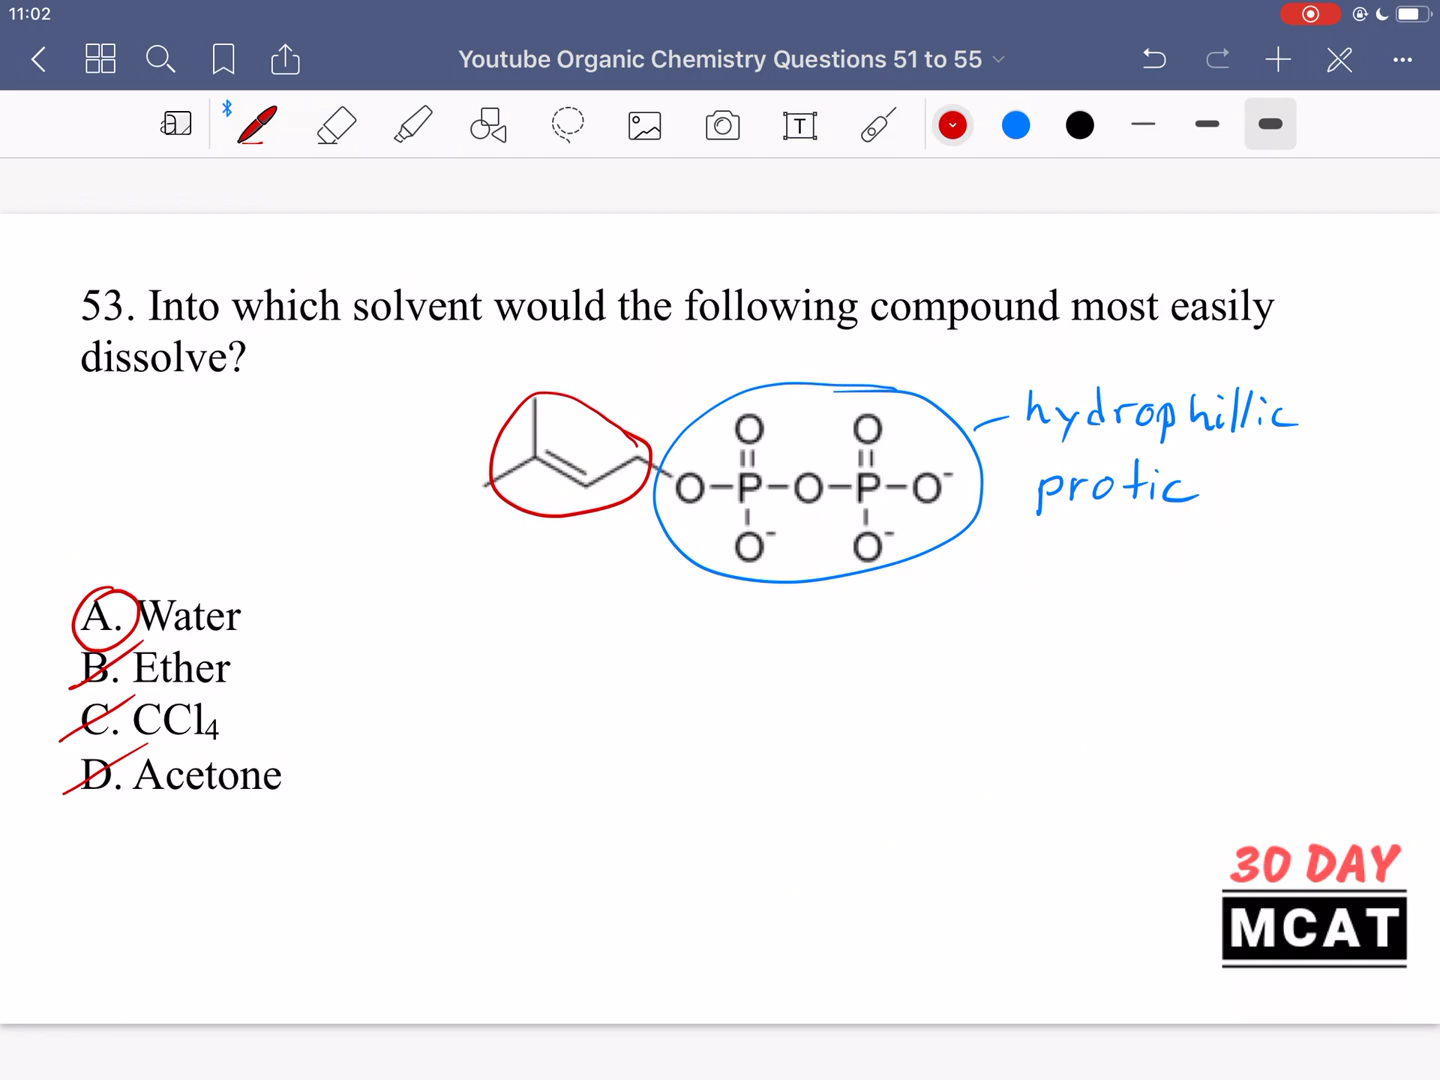 11:02
Youtube Organic Chemistry Questions 51 to 55
53. Into which solvent would the following compound most easily
dissolve?
hydrophillic
protic
O O
O–P–O–P–O⁻
O⁻ O⁻
A. Water
B. Ether
C. CCl₄
D. Acetone
30 DAY
MCAT